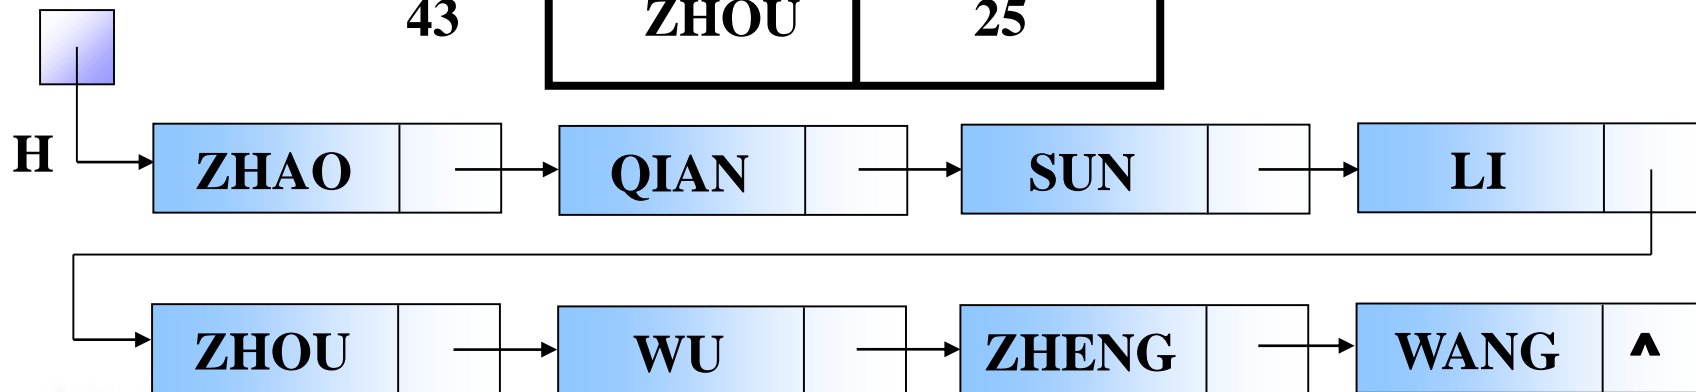 43 ZHOU 25
H ZHAO QIAN SUN LI
ZHOU WU ZHENG WANG ∧